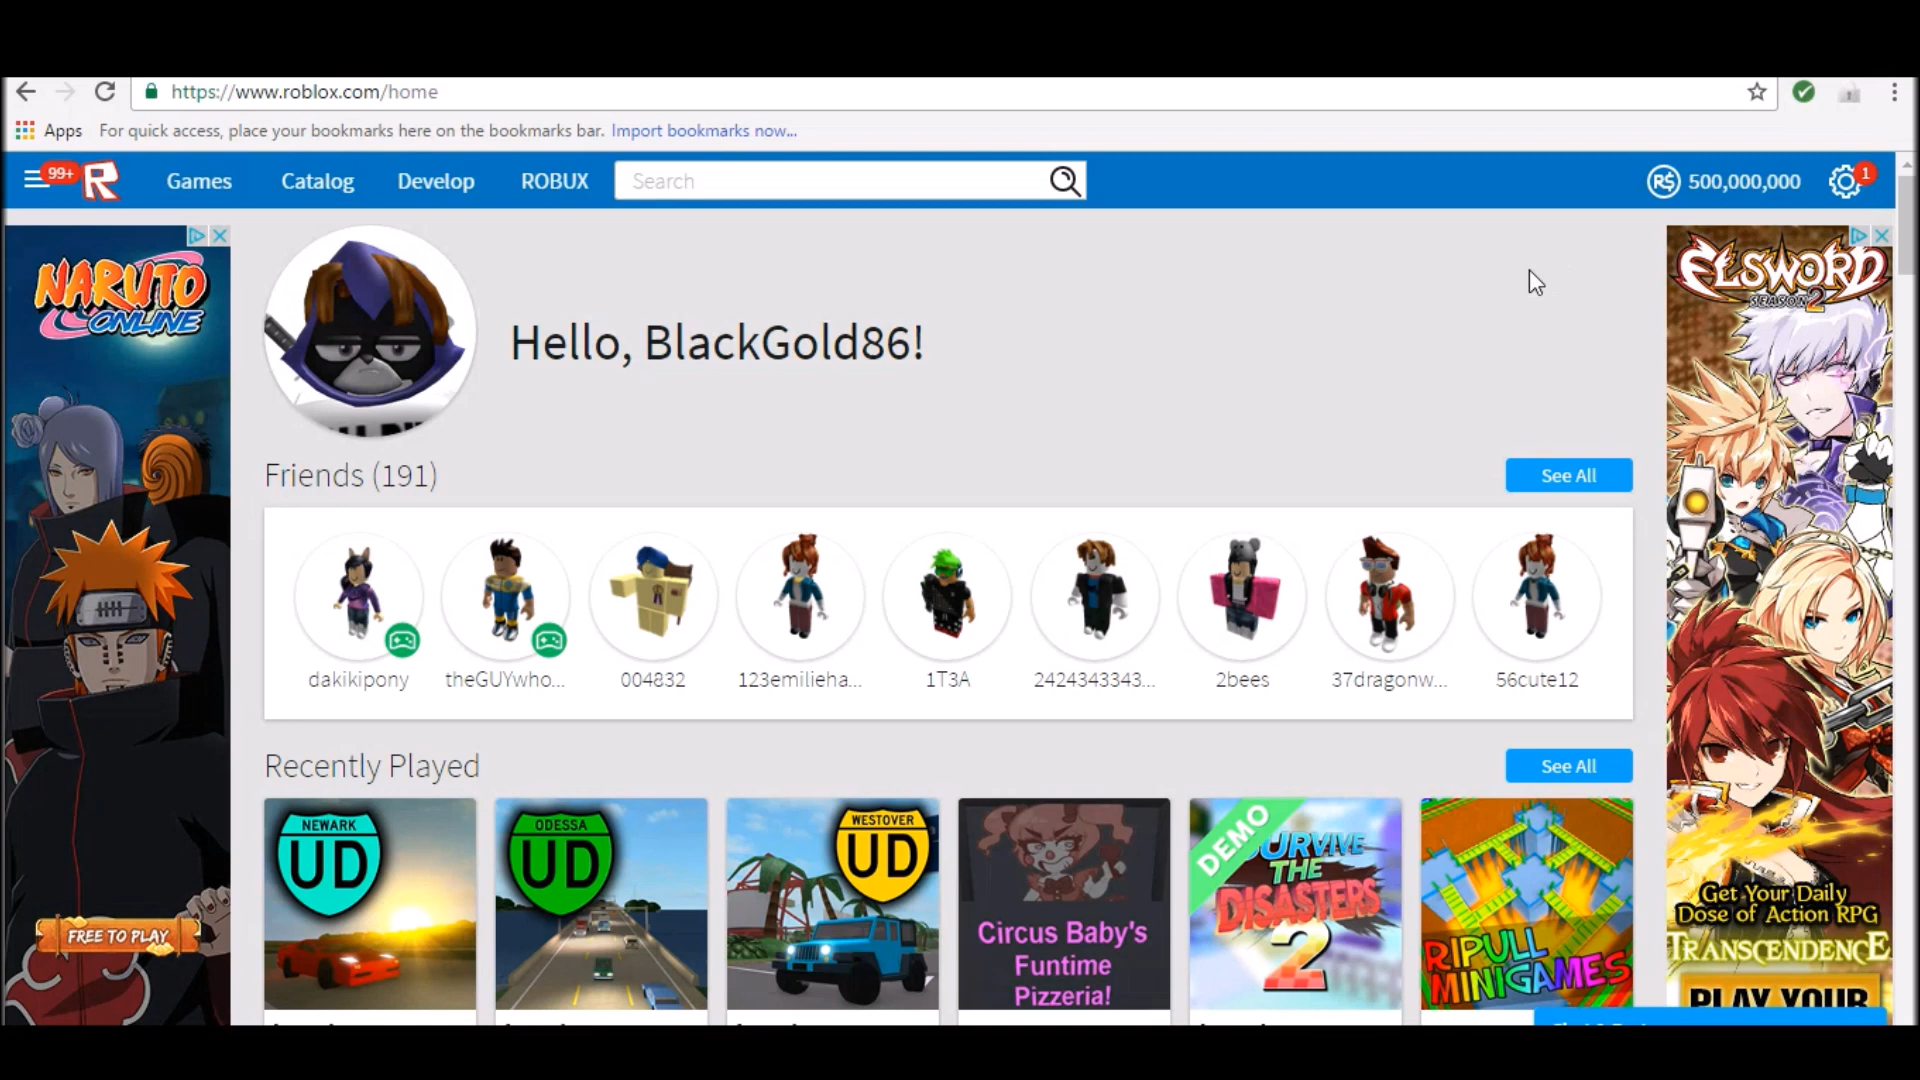 https://www.roblox.com/home
Apps For quick access, place your bookmarks here on the bookmarks bar. Import bookmarks now...
99+ R Games Catalog Develop ROBUX Search R$ 500,000,000 1
NARUTO
ONLINE
FREE TO PLAY
Hello, BlackGold86!
Friends (191) See All
dakikipony theGUYwho... 004832 123emilieha... 1T3A 2424343343... 2bees 37dragonw... 56cute12
Recently Played See All
NEWARK
UD
ODESSA
UD
WESTOVER
UD
Circus Baby's
Funtime
Pizzeria!
DEMO
SURVIVE
THE
DISASTERS
2
RIPULL
MINIGAMES
ELSWORD
SEASON 2
Get Your Daily
Dose of Action RPG
TRANSCENDENCE
PLAY YOUR